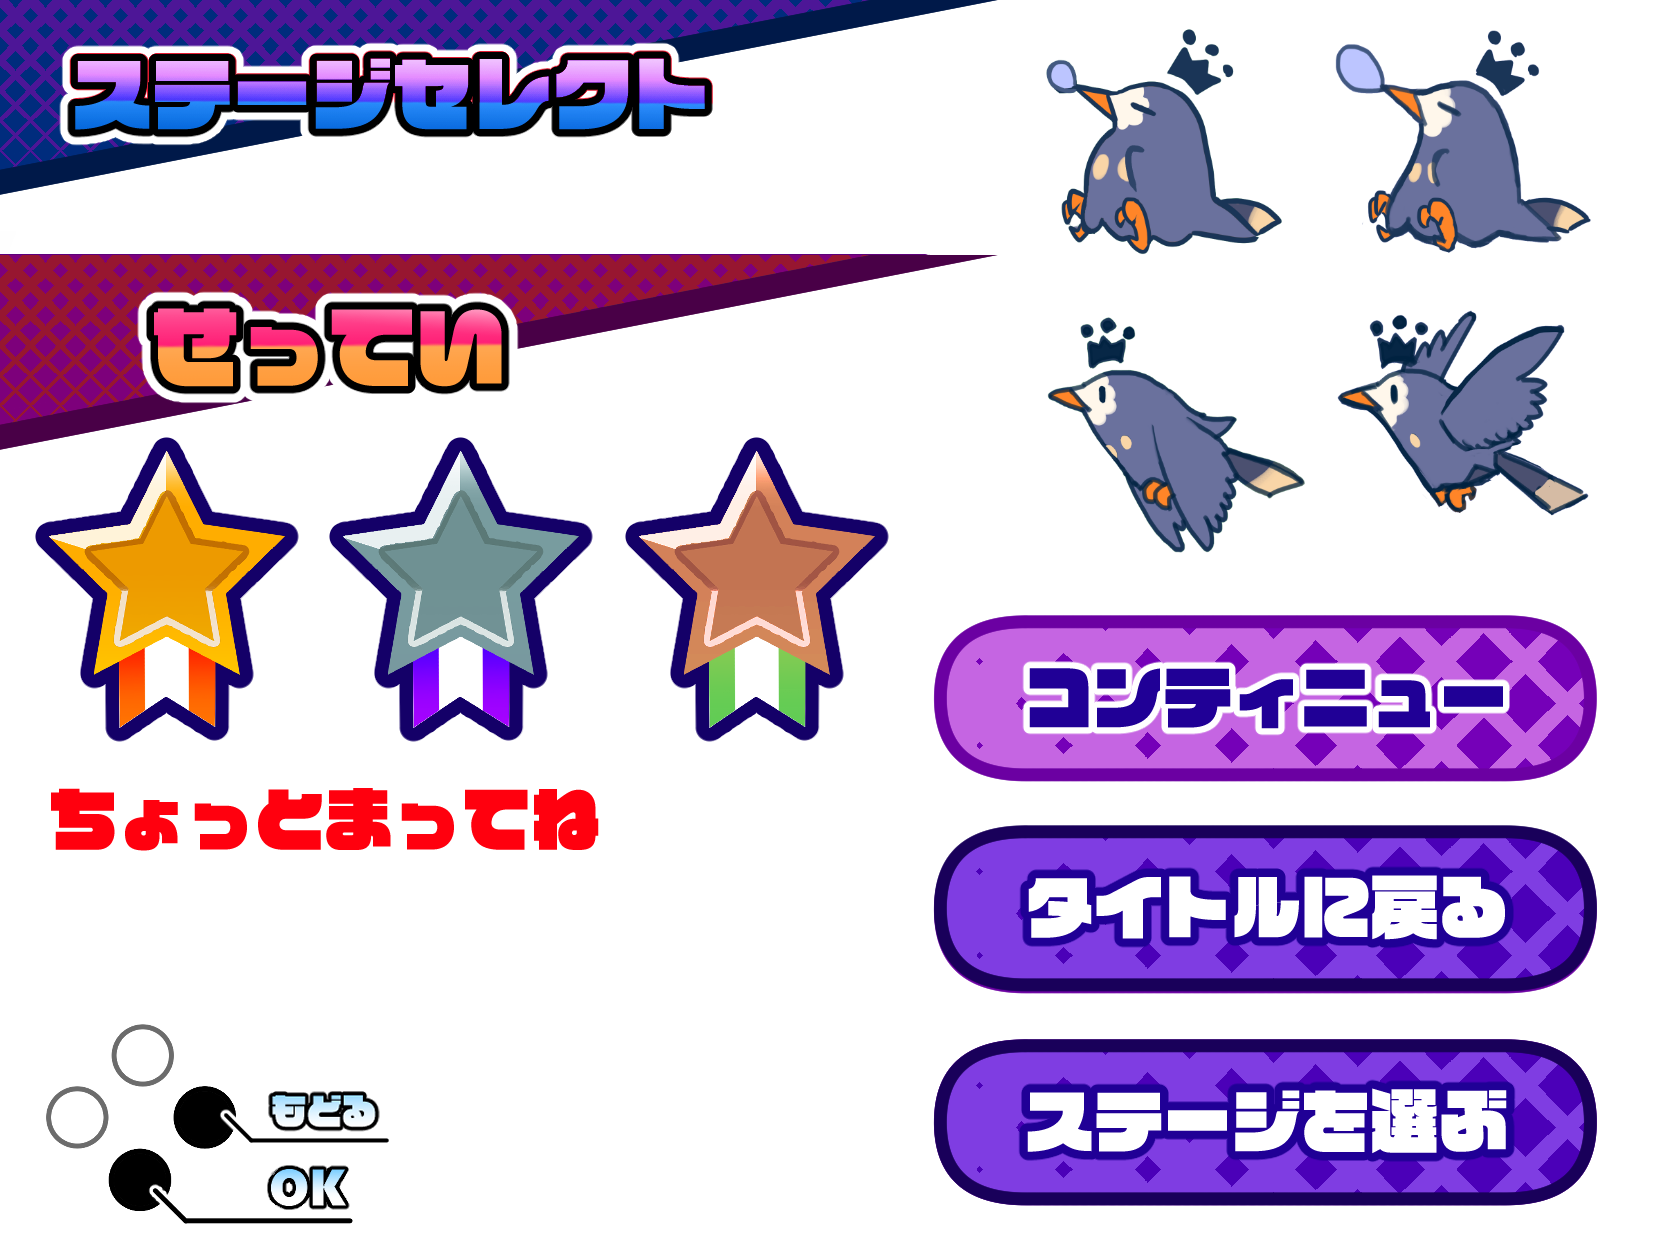 ステージセレクト
せってい
ちょっとまってね
もどる
OK
コンティニュー
タイトルに戻る
ステージを選ぶ